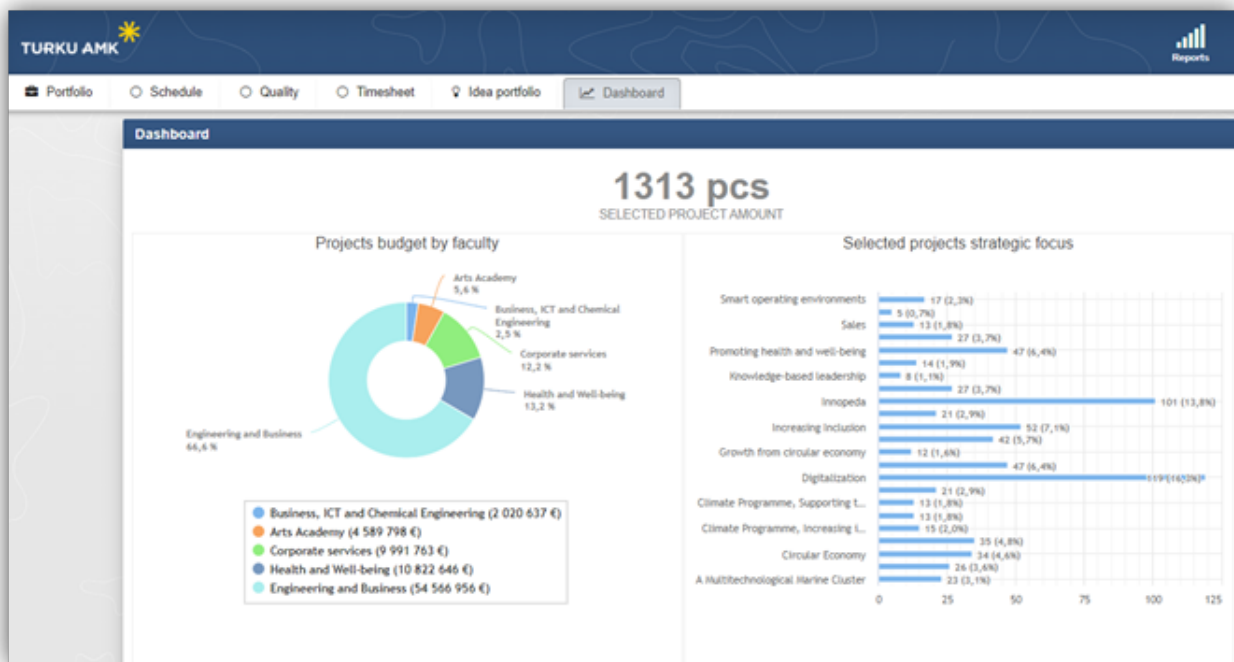 TURKU AMK
Reports
Portfolio
Schedule
Quality
Timesheet
Idea portfolio
Dashboard
Dashboard
1313 pcs
SELECTED PROJECT AMOUNT
Projects budget by faculty
Arts Academy
5,6 %
Business, ICT and Chemical
Engineering
2,5 %
Corporate services
12,2 %
Health and Well-being
13,2 %
Engineering and Business
66,6 %
Business, ICT and Chemical Engineering (2 020 637 €)
Arts Academy (4 589 798 €)
Corporate services (9 991 763 €)
Health and Well-being (10 822 646 €)
Engineering and Business (54 566 956 €)
Selected projects strategic focus
Smart operating environments 17 (2,3%)
5 (0,7%)
Sales 13 (1,8%)
27 (3,7%)
Promoting health and well-being 47 (6,4%)
14 (1,9%)
Knowledge-based leadership 8 (1,1%)
27 (3,7%)
Innopeda 101 (13,8%)
21 (2,9%)
Increasing Inclusion 52 (7,1%)
42 (5,7%)
Growth from circular economy 12 (1,6%)
47 (6,4%)
Digitalization
21 (2,9%)
Climate Programme, Supporting t... 13 (1,8%)
13 (1,8%)
Climate Programme, Increasing i... 15 (2,0%)
35 (4,8%)
Circular Economy 34 (4,6%)
26 (3,6%)
A Multitechnological Marine Cluster 23 (3,1%)
0 25 50 75 100 125